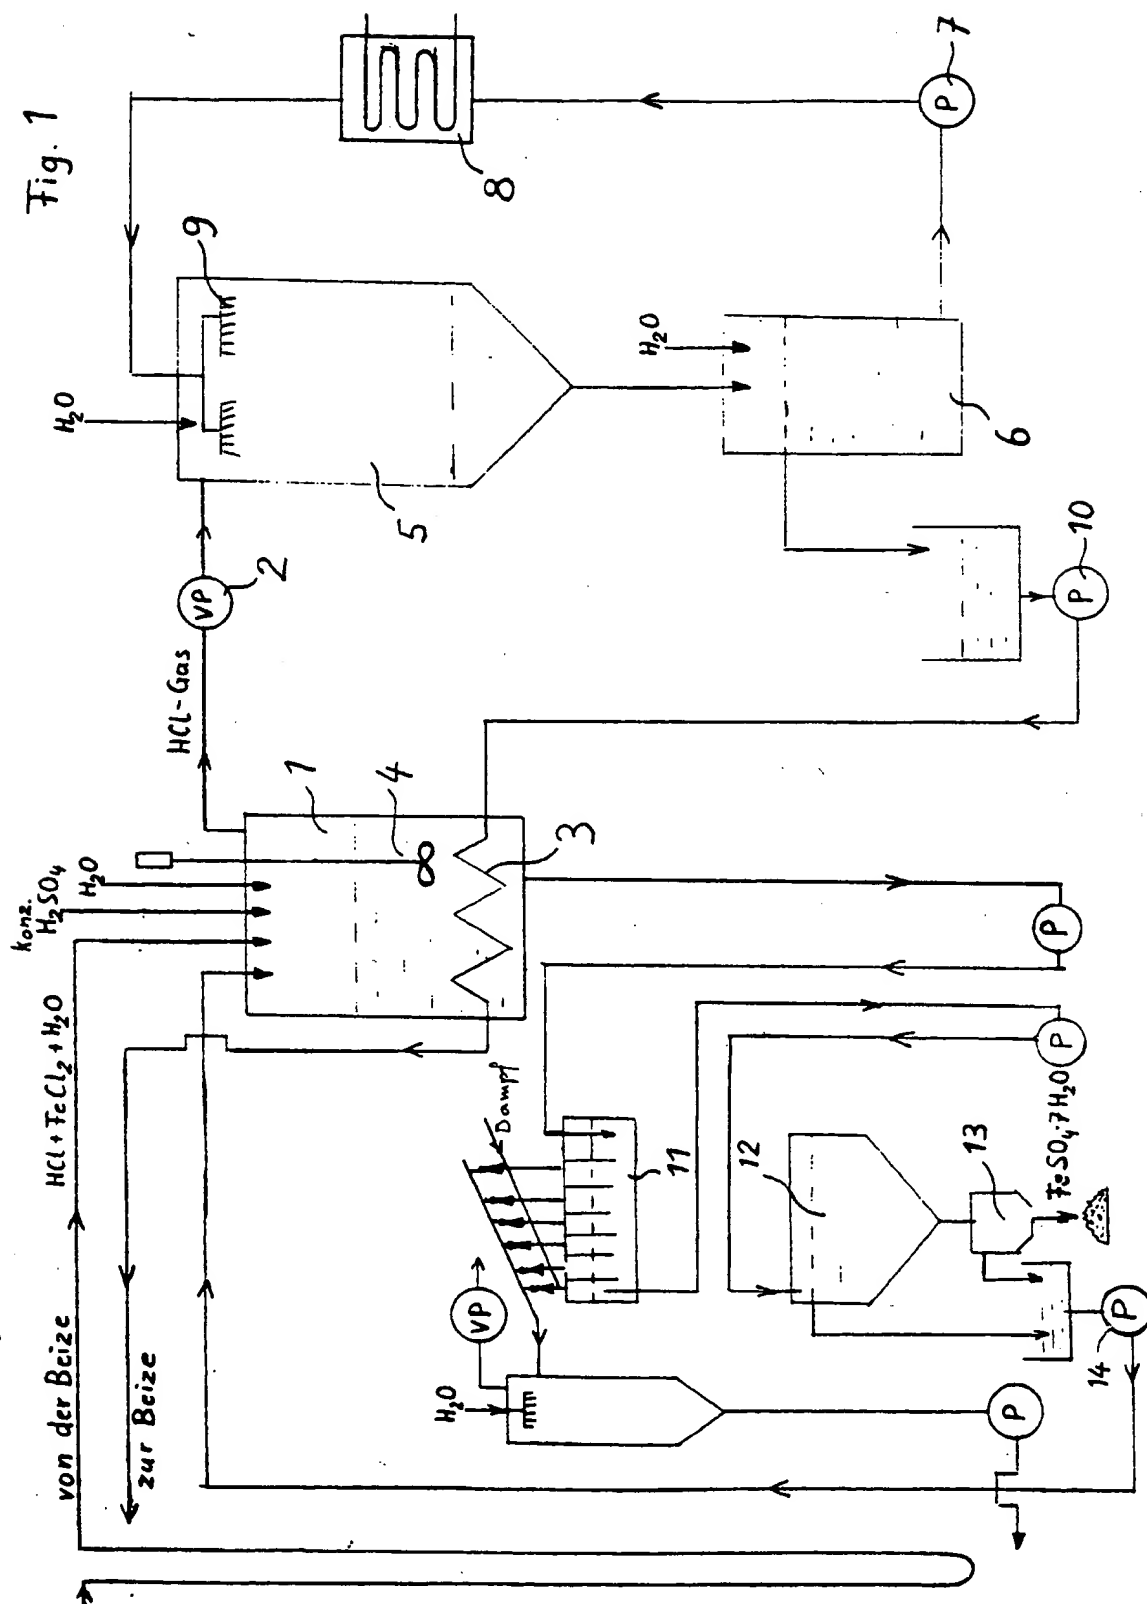 Fig. 1
von der Beize
HCl + FeCl₂ + H₂O
konz.
H₂SO₄
H₂O
zur Beize
HCl-Gas
VP
2
H₂O
9
8
7
P
1
4
3
5
H₂O
6
10
P
P
P
Dampf
VP
H₂O
11
12
13
FeSO₄·7H₂O
14
P
P